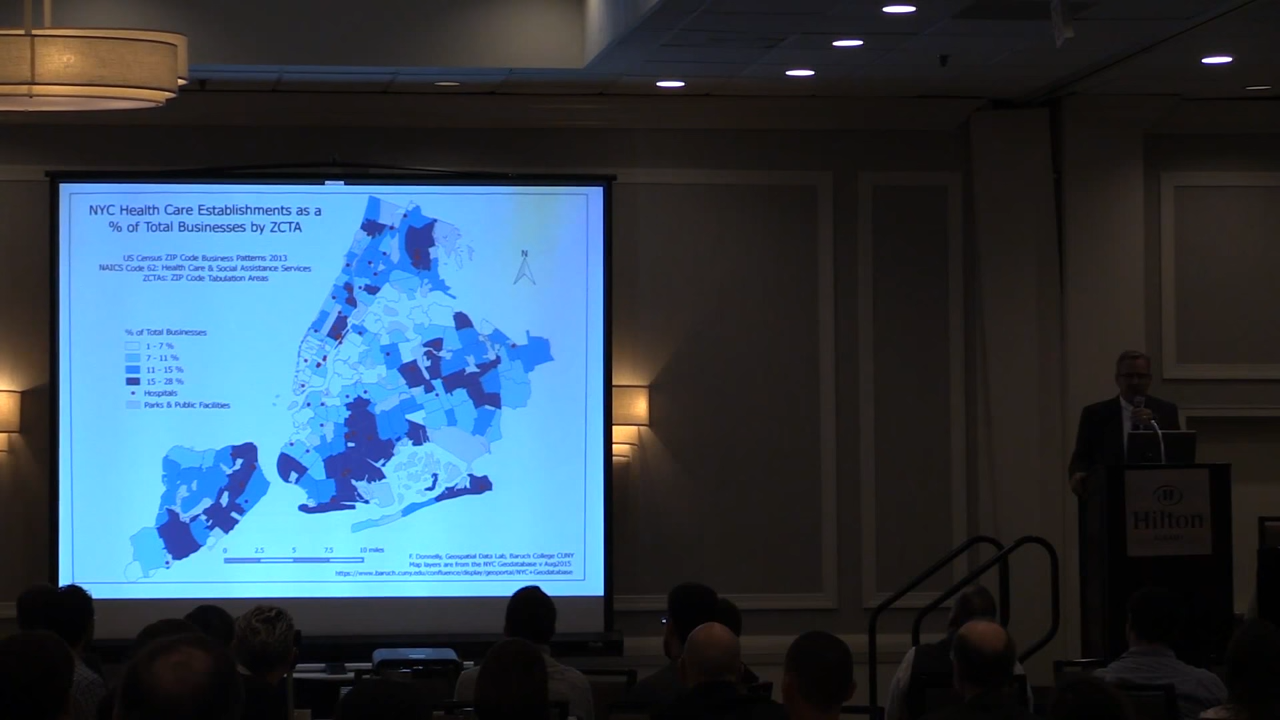 NYC Health Care Establishments as a
% of Total Businesses by ZCTA
US Census ZIP Code Business Patterns 2013
NAICS Code 62: Health Care & Social Assistance Services
ZCTAs: ZIP Code Tabulation Areas
N
% of Total Businesses
1 - 7 %
7 - 11 %
11 - 15 %
15 - 28 %
Hospitals
Parks & Public Facilities
0 2.5 5 7.5 10 miles
F. Donnelly, Geospatial Data Lab, Baruch College CUNY
Map layers are from the NYC Geodatabase v Aug2015
https://www.baruch.cuny.edu/confluence/display/geoportal/NYC+Geodatabase
H
Hilton